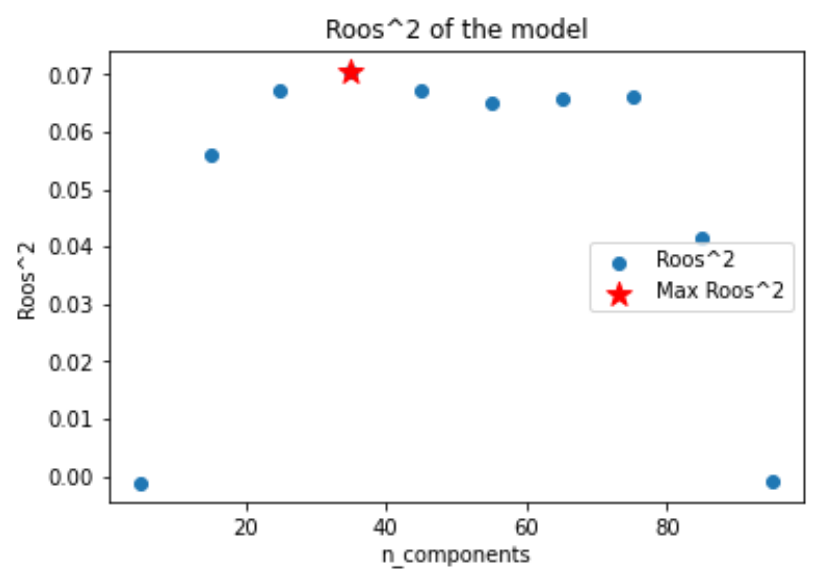 Roos^2 of the model
0.07
0.06
0.05
0.04
0.03
0.02
0.01
0.00
Roos^2
Roos^2
Max Roos^2
20 40 60 80
n_components